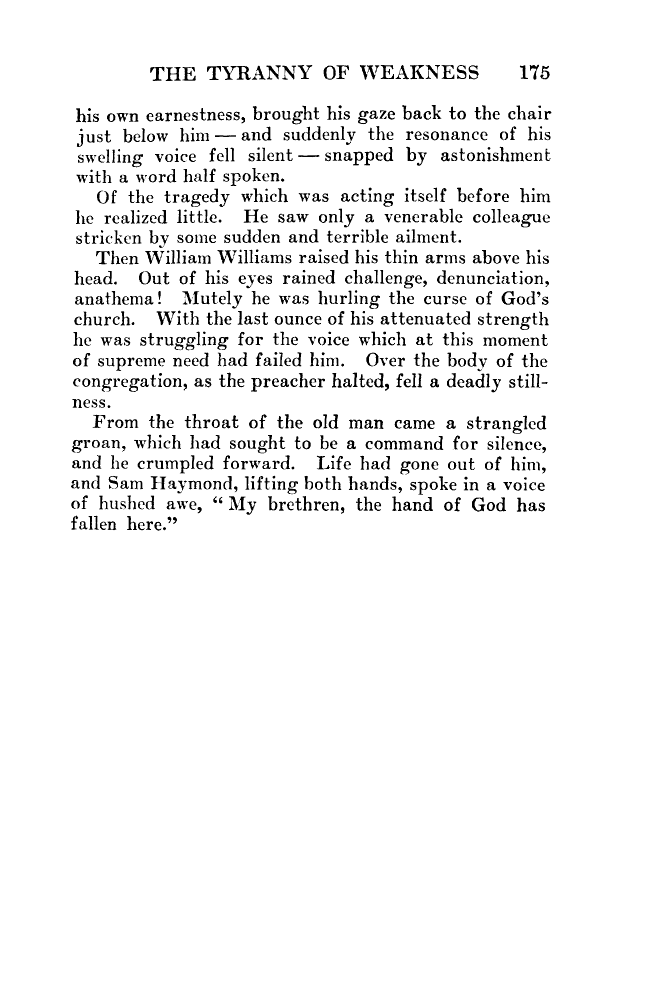 THE TYRANNY OF WEAKNESS 175
his own earnestness, brought his gaze back to the chair
just below him — and suddenly the resonance of his
swelling voice fell silent — snapped by astonishment
with a word half spoken.
Of the tragedy which was acting itself before him
he realized little. He saw only a venerable colleague
stricken by some sudden and terrible ailment.
Then William Williams raised his thin arms above his
head. Out of his eyes rained challenge, denunciation,
anathema! Mutely he was hurling the curse of God's
church. With the last ounce of his attenuated strength
he was struggling for the voice which at this moment
of supreme need had failed him. Over the body of the
congregation, as the preacher halted, fell a deadly still-
ness.
From the throat of the old man came a strangled
groan, which had sought to be a command for silence,
and he crumpled forward. Life had gone out of him,
and Sam Haymond, lifting both hands, spoke in a voice
of hushed awe, “ My brethren, the hand of God has
fallen here.”